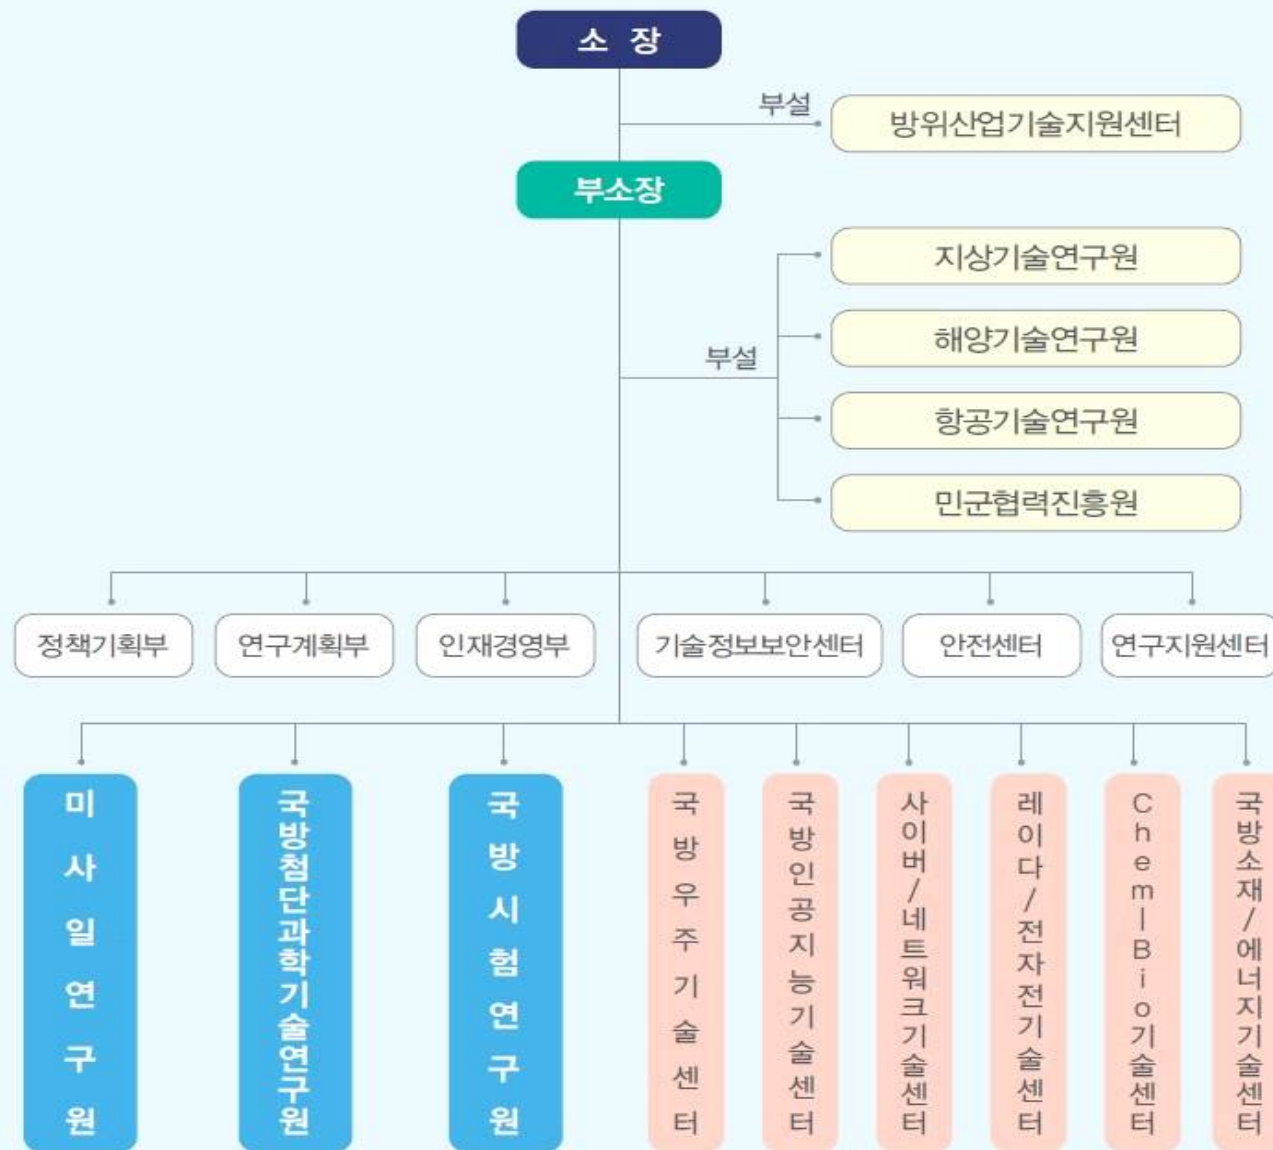 소 장
부설
방위산업기술지원센터
부소장
지상기술연구원
해양기술연구원
부설
항공기술연구원
민군협력진흥원
정책기획부
연구계획부
인재경영부
기술정보보안센터
안전센터
연구지원센터
미사일연구원
국방첨단과학기술연구원
국방시험연구원
국방우주기술센터
국방인공지능기술센터
사이버/네트워크기술센터
레이다/전자전기술센터
Chem|Bio기술센터
국방소재/에너지기술센터